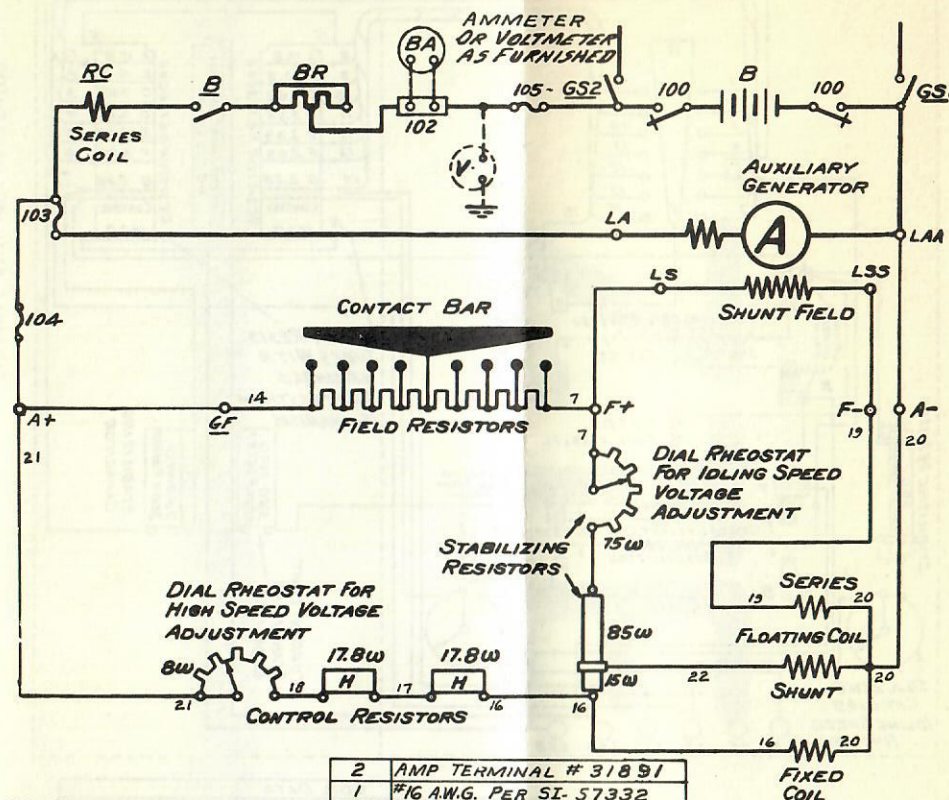 AMMETER
OR VOLTMETER
AS FURNISHED
BA
RC
B
BR
105-
GS2
100
B
100
GS
102
SERIES
COIL
V
AUXILIARY
GENERATOR
103
LA
A
LAA
LS
LSS
SHUNT FIELD
CONTACT BAR
104
A+
GF
14
7
F+
F-
A-
FIELD RESISTORS
21
7
19
20
DIAL RHEOSTAT
FOR IDLING SPEED
VOLTAGE
ADJUSTMENT
75ω
STABILIZING
RESISTORS
DIAL RHEOSTAT FOR
HIGH SPEED VOLTAGE
ADJUSTMENT
SERIES
19
20
FLOATING COIL
85ω
8ω
17.8ω
17.8ω
H
H
15ω
22
20
SHUNT
21
18
17
16
16
CONTROL RESISTORS
16
20
FIXED
COIL
2 AMP TERMINAL # 31891
1 #16 A.W.G. PER SI-57332